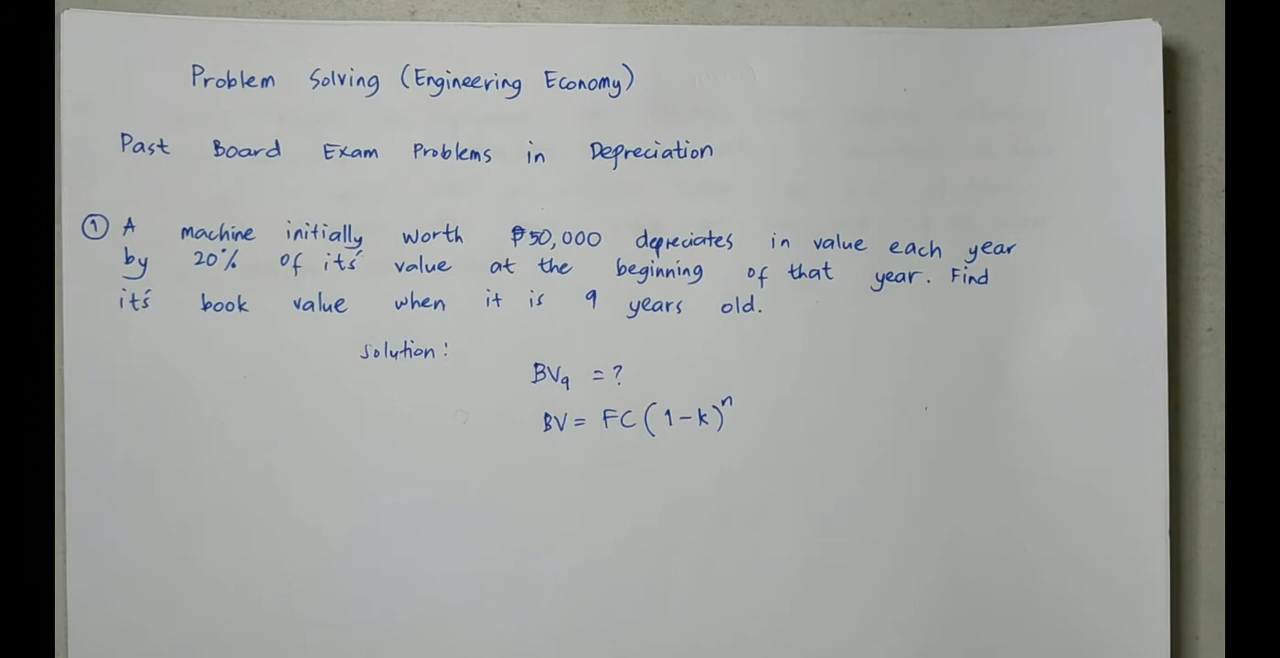 Problem Solving (Engineering Economy)
Past Board Exam Problems in Depreciation
① A machine initially worth ₱50,000 depreciates in value each year
by 20% of it's value at the beginning of that year. Find
it's book value when it is 9 years old.
Solution:
BV₉ = ?
BV = FC (1-k)ⁿ